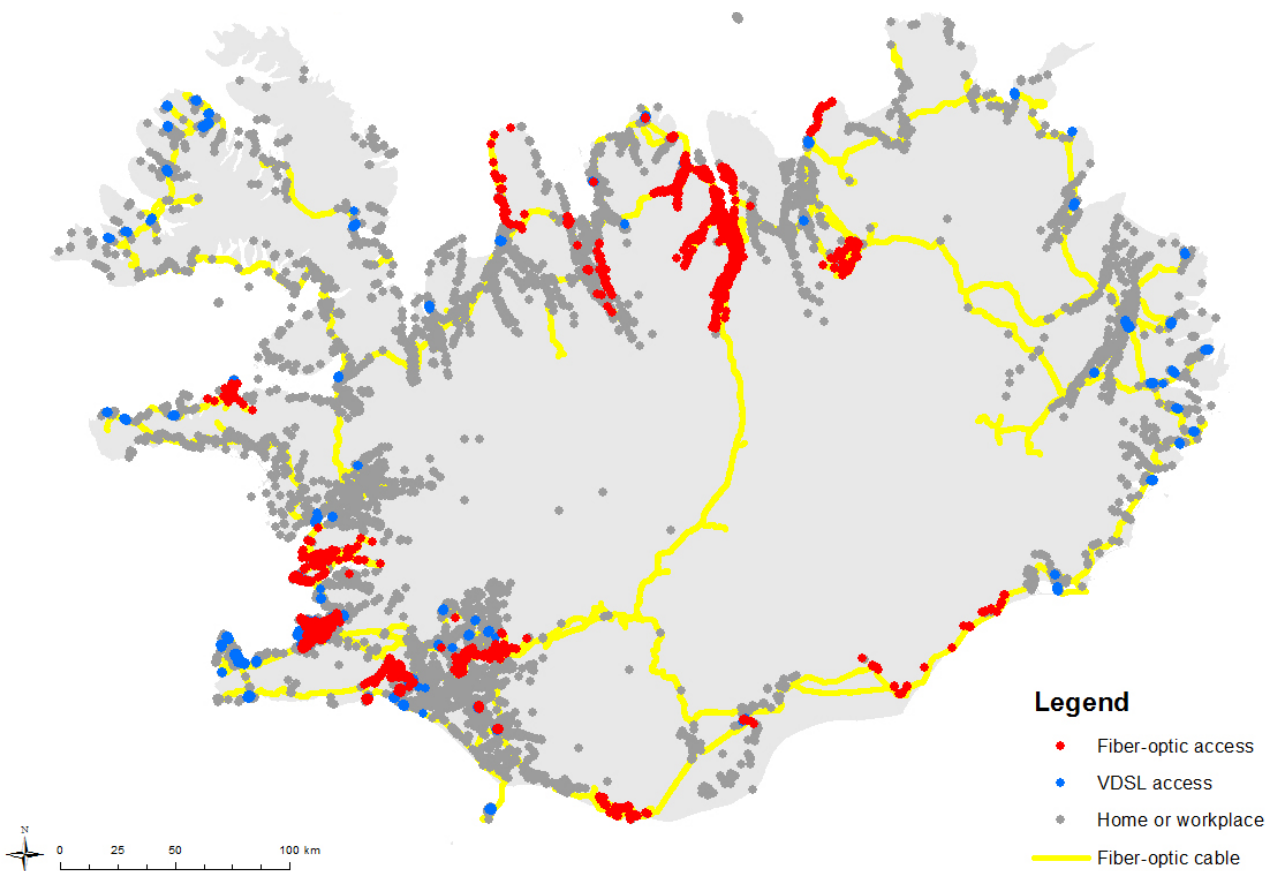 Legend
Fiber-optic access
VDSL access
Home or workplace
Fiber-optic cable
N
0 25 50 100 km